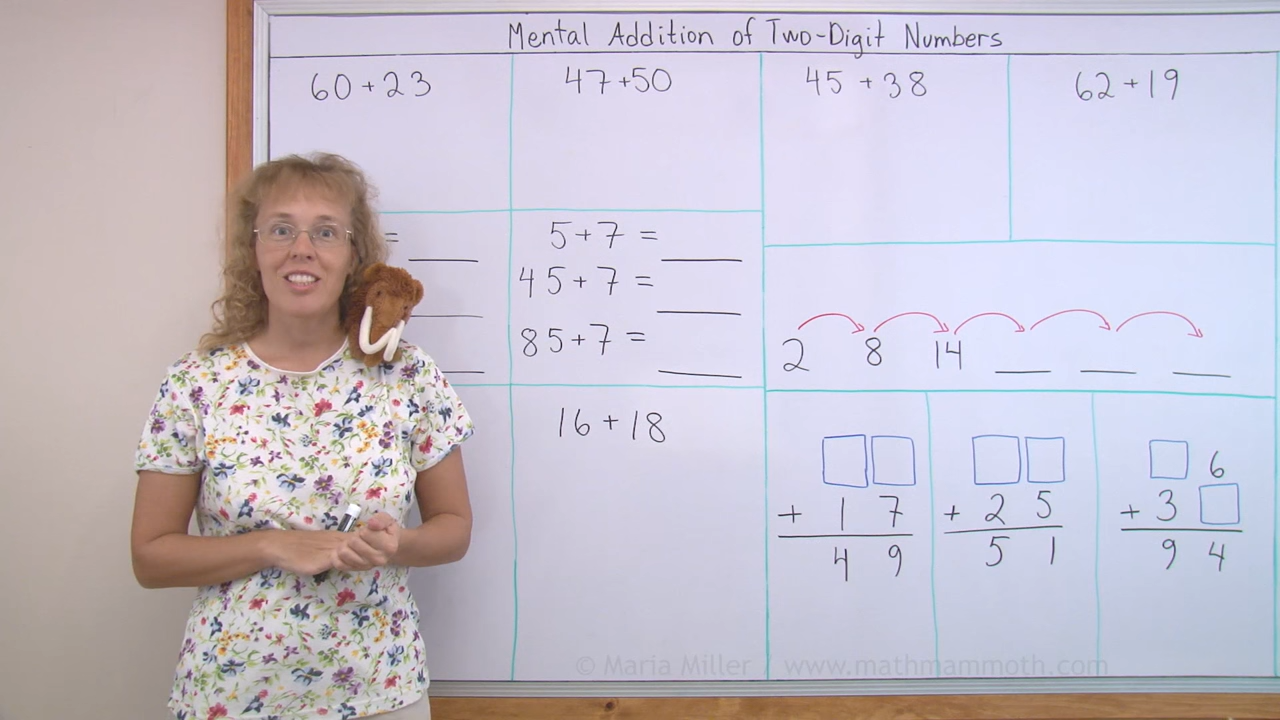 Mental Addition of Two-Digit Numbers
60 + 23
47 + 50
45 + 38
62 + 19
=
5 + 7 =
45 + 7 =
85 + 7 =
2 8 14
16 + 18
+ 1 7
4 9
+ 2 5
5 1
6
+ 3
9 4
© Maria Miller / www.mathmammoth.com